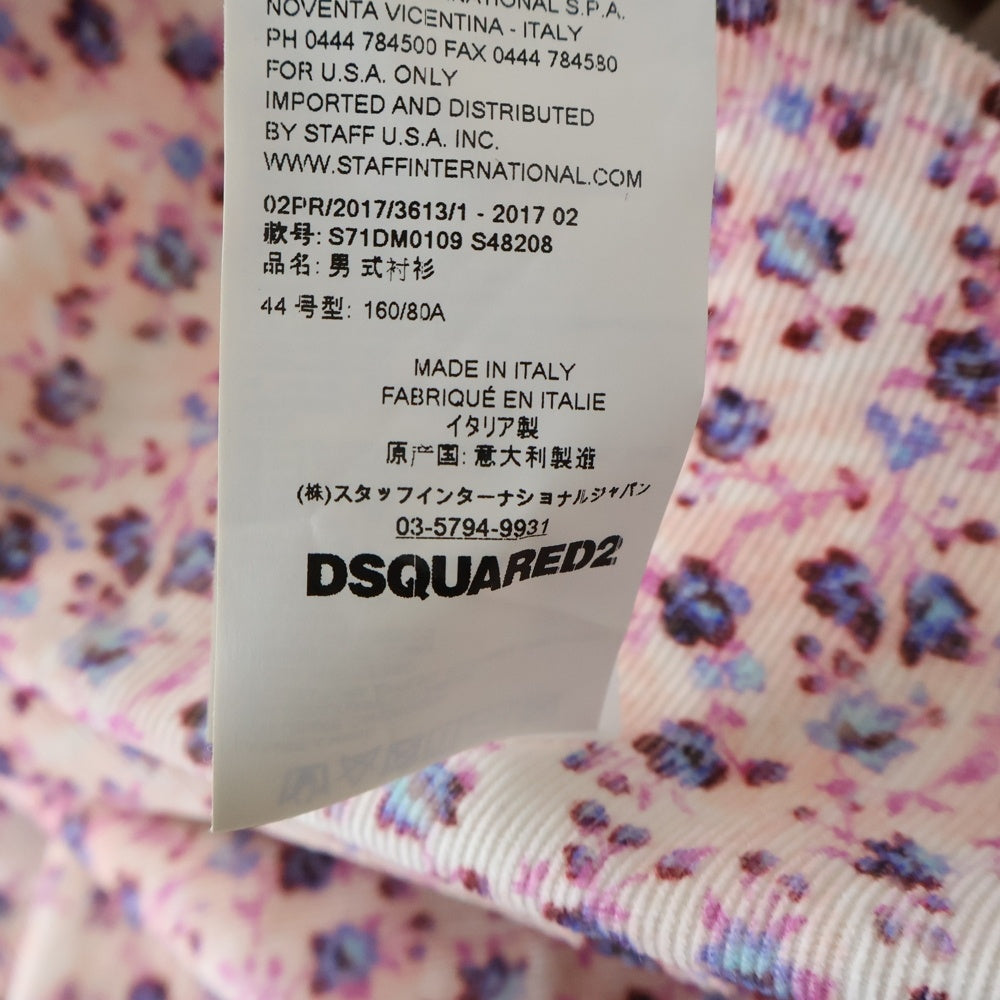 NATIONAL S.P.A.
NOVENTA VICENTINA - ITALY
PH 0444 784500 FAX 0444 784580
FOR U.S.A. ONLY
IMPORTED AND DISTRIBUTED
BY STAFF U.S.A. INC.
WWW.STAFFINTERNATIONAL.COM
02PR/2017/3613/1 - 2017 02
款号: S71DM0109 S48208
品名: 男 式衬衫
44 号型: 160/80A
MADE IN ITALY
FABRIQUÉ EN ITALIE
イタリア製
原产国: 意大利製造
(株)スタッフインターナショナルジャパン
03-5794-9931
DSQUARED2